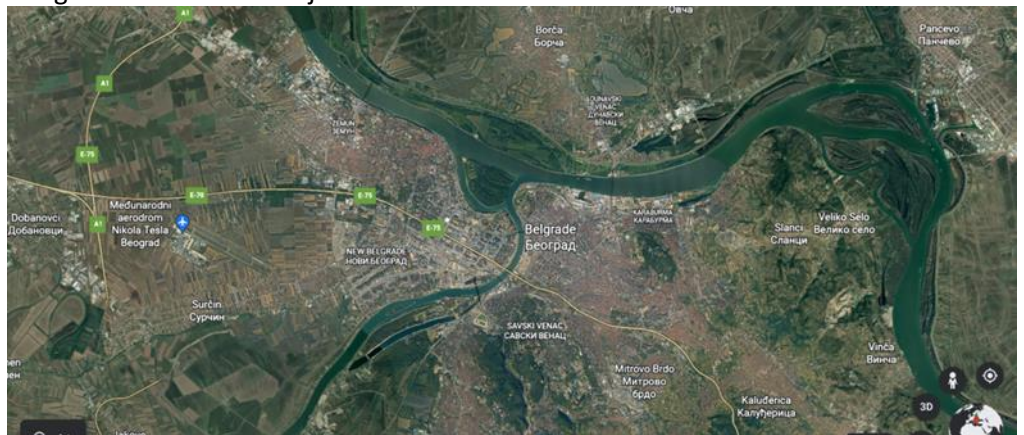 A1
Borča
Борча
Овча
Pancevo
Панчево
A1
DUNAVSKI
VENAC
ДУНАВСКИ
ВЕНАЦ
ZEMUN
ЗЕМУН
E-75
E-70
E-75
Dobanovci
Добановци
A1
Međunarodni
aerodrom
Nikola Tesla
Beograd
E-75
Belgrade
Београд
KARABURMA
КАРАБУРМА
Slanci
Сланци
Veliko Selo
Велико село
NEW BELGRADE
НОВИ БЕОГРАД
Surčin
Сурчин
SAVSKI VENAC
САВСКИ ВЕНАЦ
Vinča
Винча
Mitrovo Brdo
Митрово
брдо
Kaluđerica
Калуђерица
3D